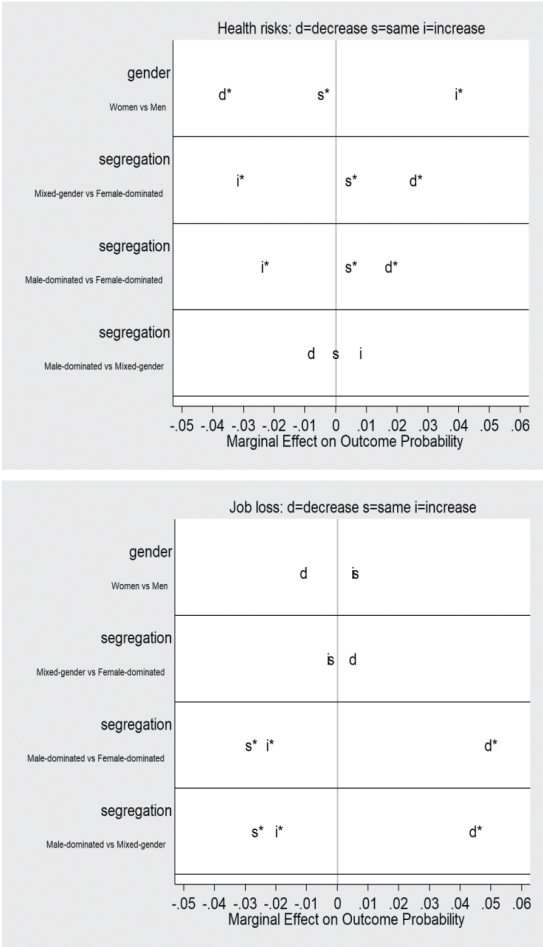 Health risks: d=decrease s=same i=increase
gender
Women vs Men
d* s* i*
segregation
Mixed-gender vs Female-dominated
i* s* d*
segregation
Male-dominated vs Female-dominated
i* s* d*
segregation
Male-dominated vs Mixed-gender
d s i
-.05 -.04 -.03 -.02 -.01 0 .01 .02 .03 .04 .05 .06
Marginal Effect on Outcome Probability
Job loss: d=decrease s=same i=increase
gender
Women vs Men
d is
segregation
Mixed-gender vs Female-dominated
is d
segregation
Male-dominated vs Female-dominated
s* i* d*
segregation
Male-dominated vs Mixed-gender
s* i* d*
-.05 -.04 -.03 -.02 -.01 0 .01 .02 .03 .04 .05 .06
Marginal Effect on Outcome Probability